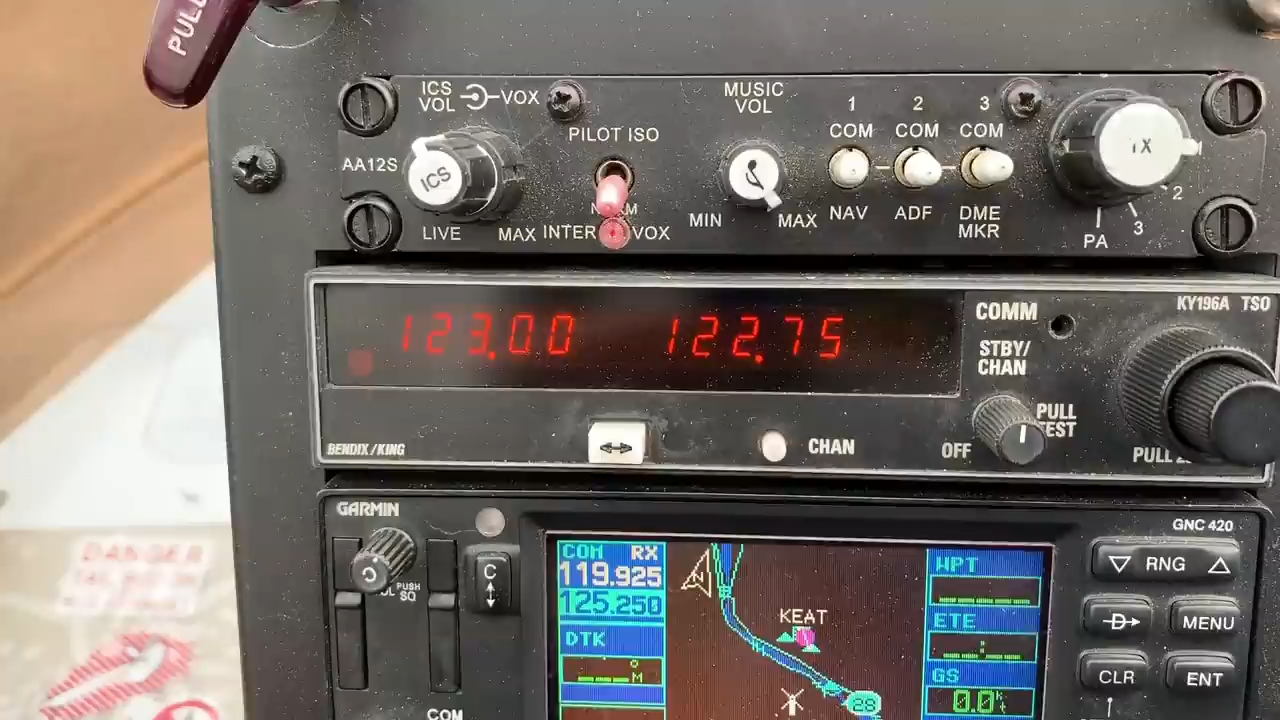 PULL
ICS VOL VOX
PILOT ISO
MUSIC VOL
1 2 3
COM COM COM
AA12S
ICS
TX
LIVE MAX INTER VOX
MIN MAX
NAV ADF DME MKR
PA 3 2
123.00 122.75
COMM
KY196A TSO
STBY/
CHAN
BENDIX/KING
CHAN
OFF
PULL
TEST
PULL
GARMIN
GNC 420
PUSH
SQ
C
COM RX
119.925
125.250
DTK
M
KEAT
28
WPT
ETE
GS
0.0
RNG
D
MENU
CLR
ENT
COM
DANGER